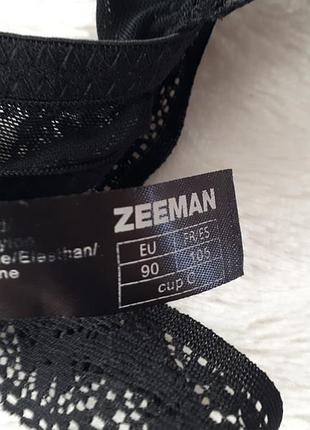 ZEEMAN
EU FR/ES
90 105
cup C
e/Elasthan/
ne